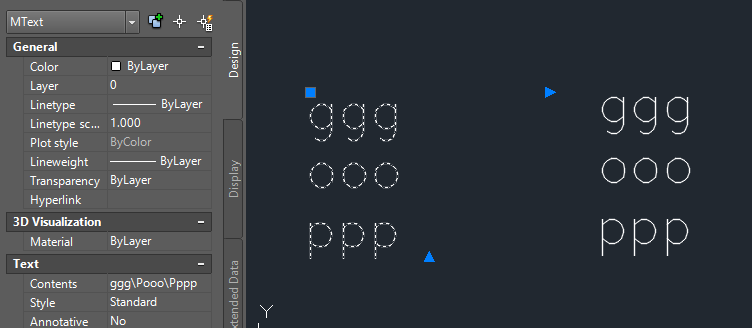 MText
General
Color ByLayer
Layer 0
Linetype ByLayer
Linetype sc... 1.000
Plot style ByColor
Lineweight ByLayer
Transparency ByLayer
Hyperlink
3D Visualization
Material ByLayer
Text
Contents ggg\Pooo\Pppp
Style Standard
Annotative No
Design
Display
xtended Data
ggg ggg
ooo ooo
ppp ppp
Y